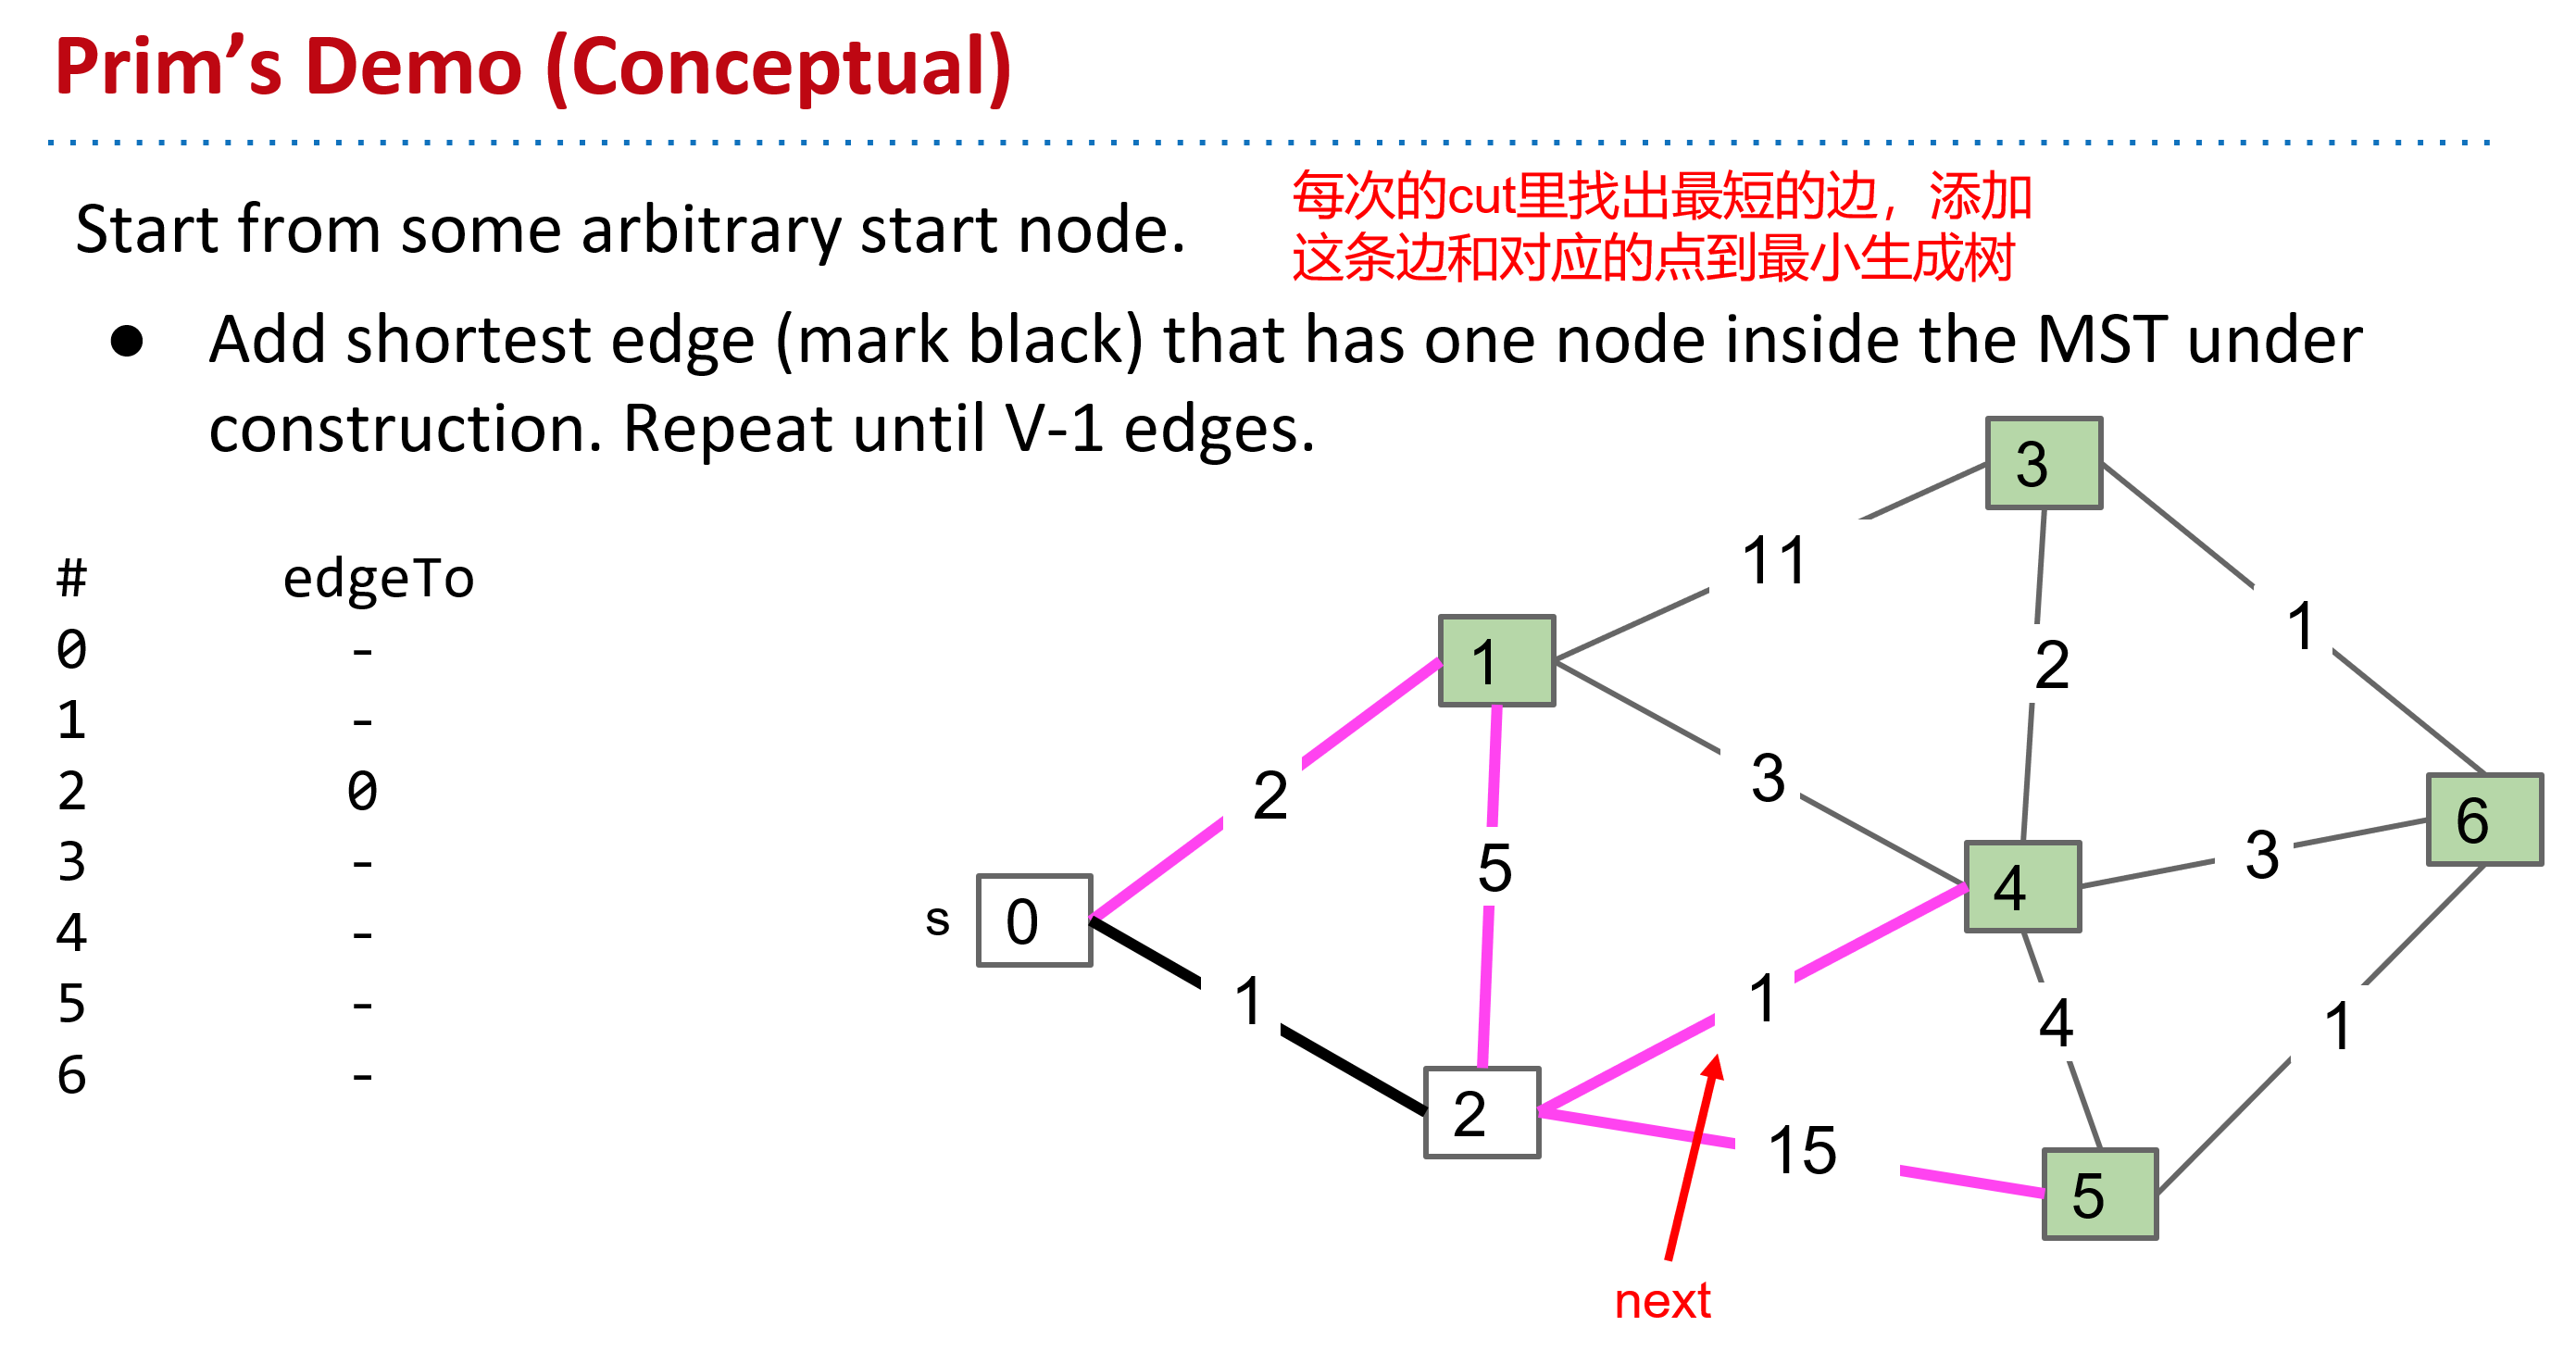 Prim’s Demo (Conceptual)
每次的cut里找出最短的边，添加
这条边和对应的点到最小生成树
Start from some arbitrary start node.
● Add shortest edge (mark black) that has one node inside the MST under
construction. Repeat until V-1 edges.
# edgeTo
0 -
1 -
2 0
3 -
4 -
5 -
6 -
3
11
1
1
2
2
3
6
5
3
4
s 0
1
1
4
1
2
15
5
next